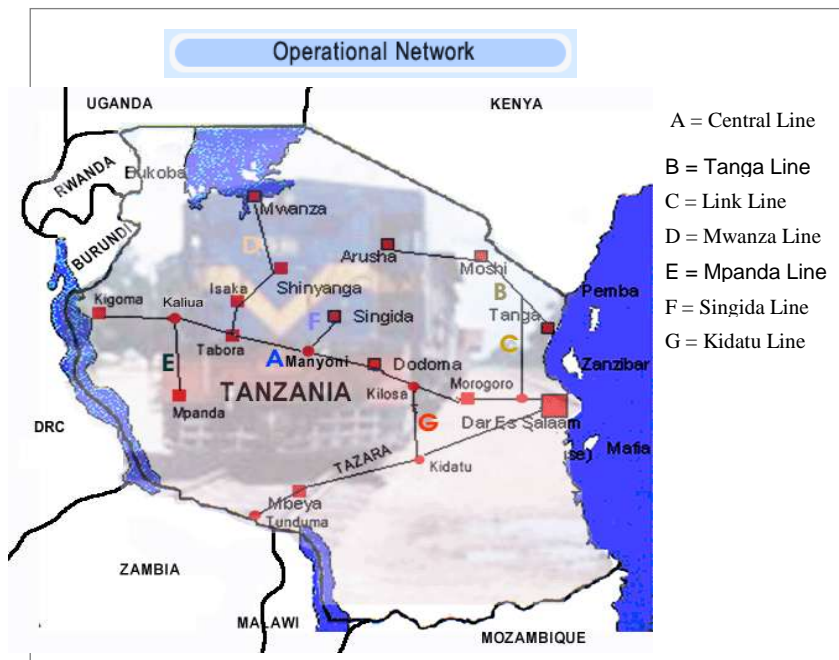 Operational Network
UGANDA
KENYA
A = Central Line
B = Tanga Line
C = Link Line
D = Mwanza Line
E = Mpanda Line
F = Singida Line
G = Kidatu Line
RWANDA
Bukoba
BURUNDI
Mwanza
D
Arusha
Moshi
Shinyanga
Isaka
B
Pemba
Kigoma
Kaliua
F
Singida
Tanga
Tabora
A
Manyoni
C
Zanzibar
E
Dodoma
TANZANIA
Kilosa
Morogoro
Mpanda
G
Dar Es Salaam
DRC
TAZARA
Kidatu
se)
Mafia
Mbeya
Tunduma
ZAMBIA
MALAWI
MOZAMBIQUE